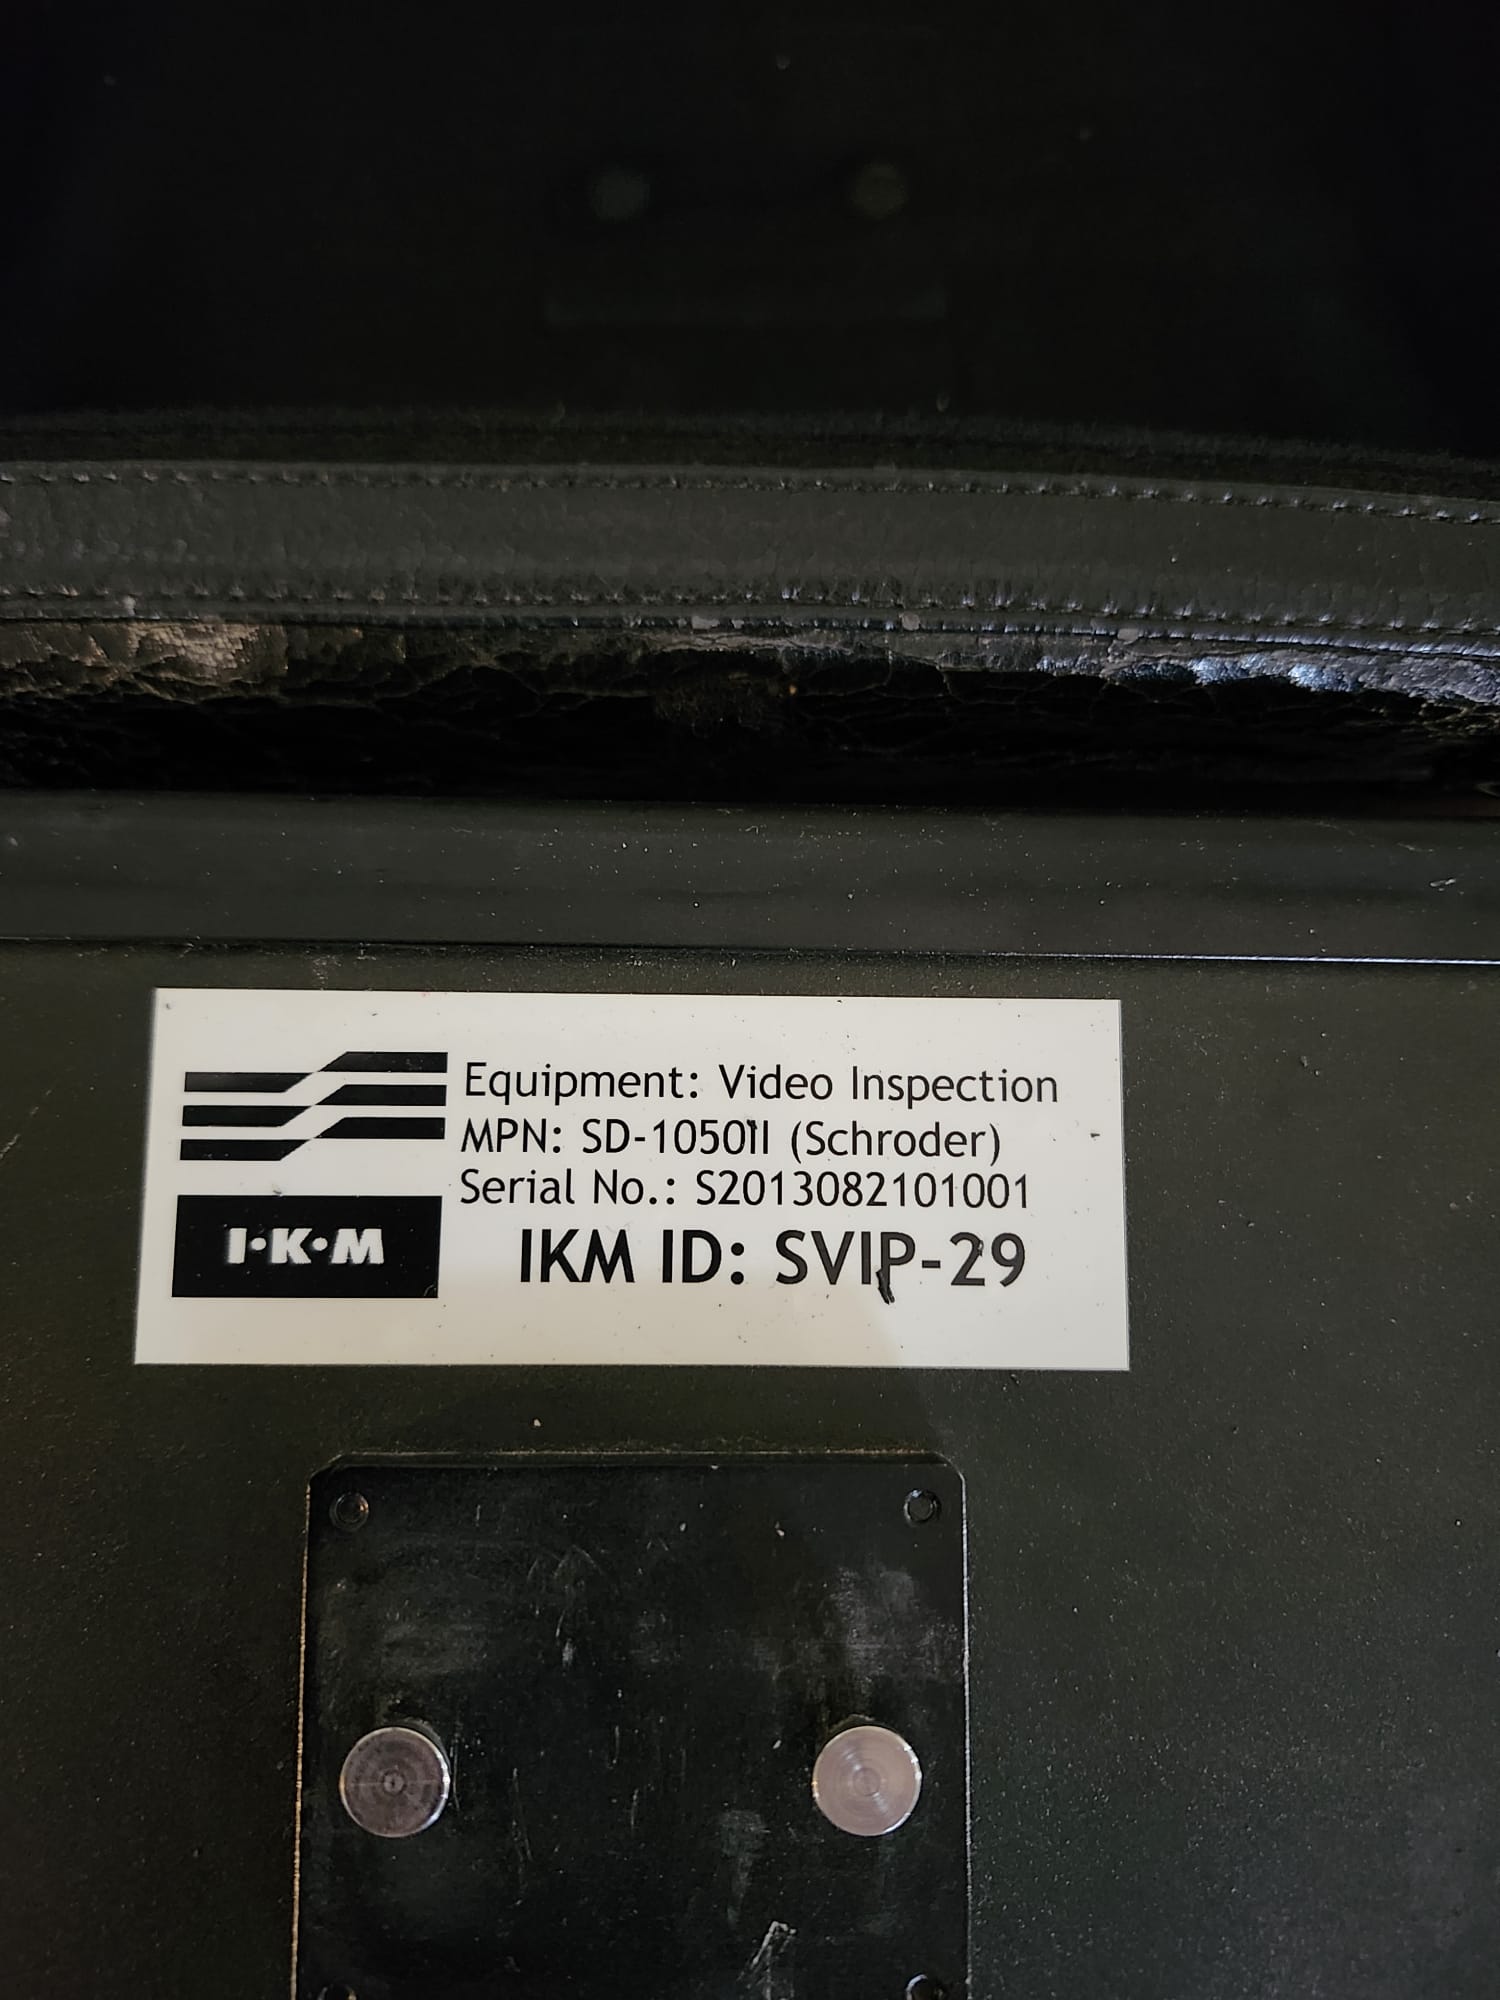 Equipment: Video Inspection
MPN: SD-1050II (Schroder)
Serial No.: S2013082101001
I·K·M
IKM ID: SVIP-29